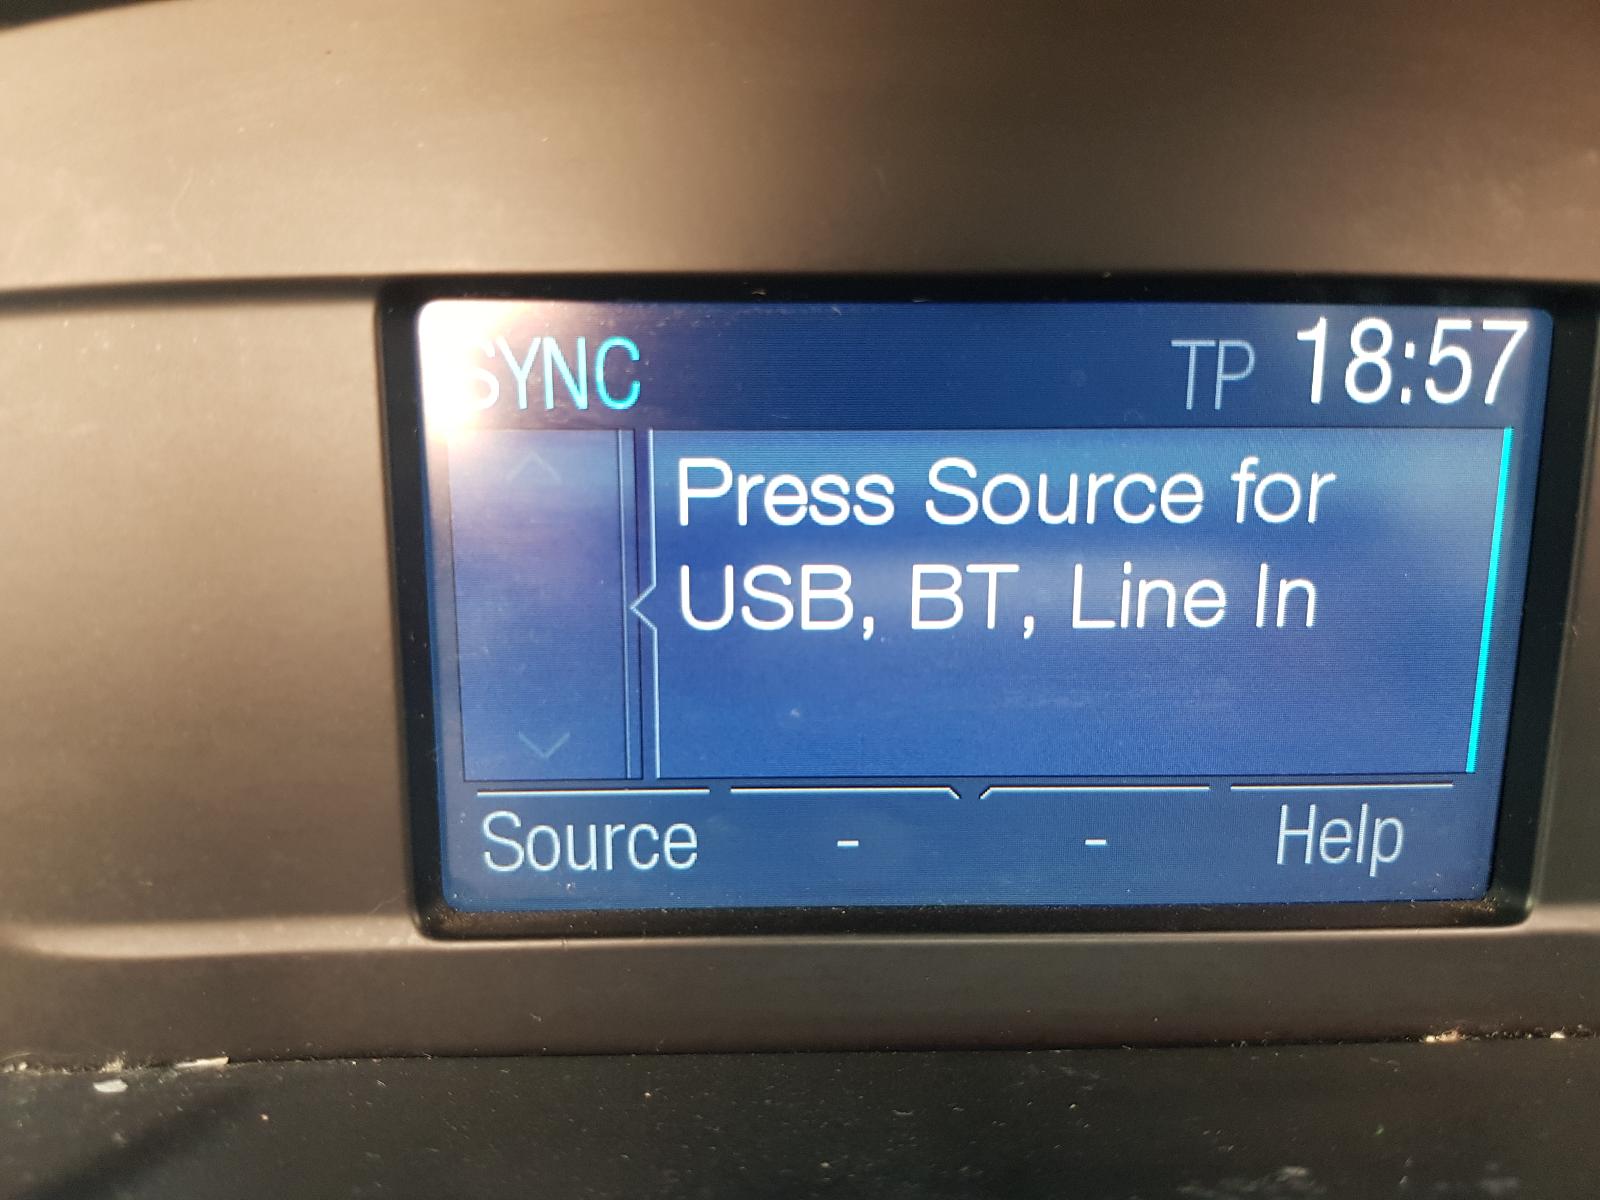 SYNC TP 18:57
Press Source for
USB, BT, Line In
Source - - Help